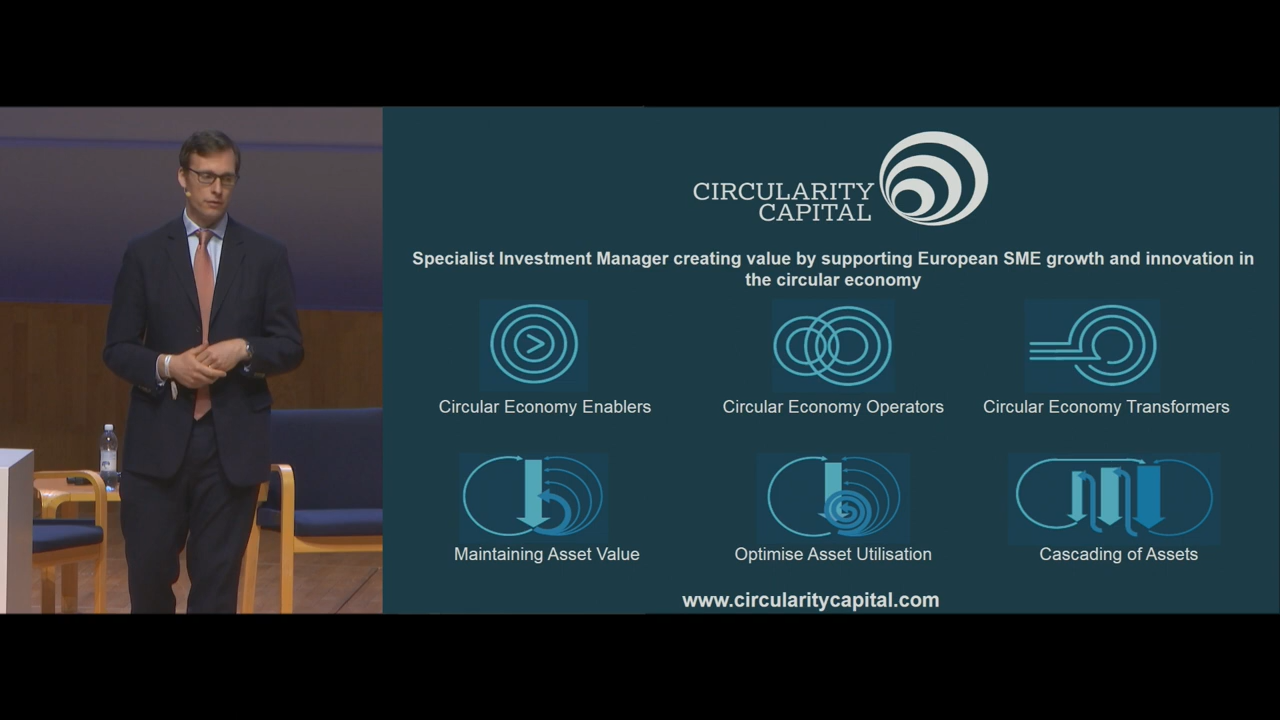 CIRCULARITY
CAPITAL
Specialist Investment Manager creating value by supporting European SME growth and innovation in
the circular economy
Circular Economy Enablers
Circular Economy Operators
Circular Economy Transformers
Maintaining Asset Value
Optimise Asset Utilisation
Cascading of Assets
www.circularitycapital.com